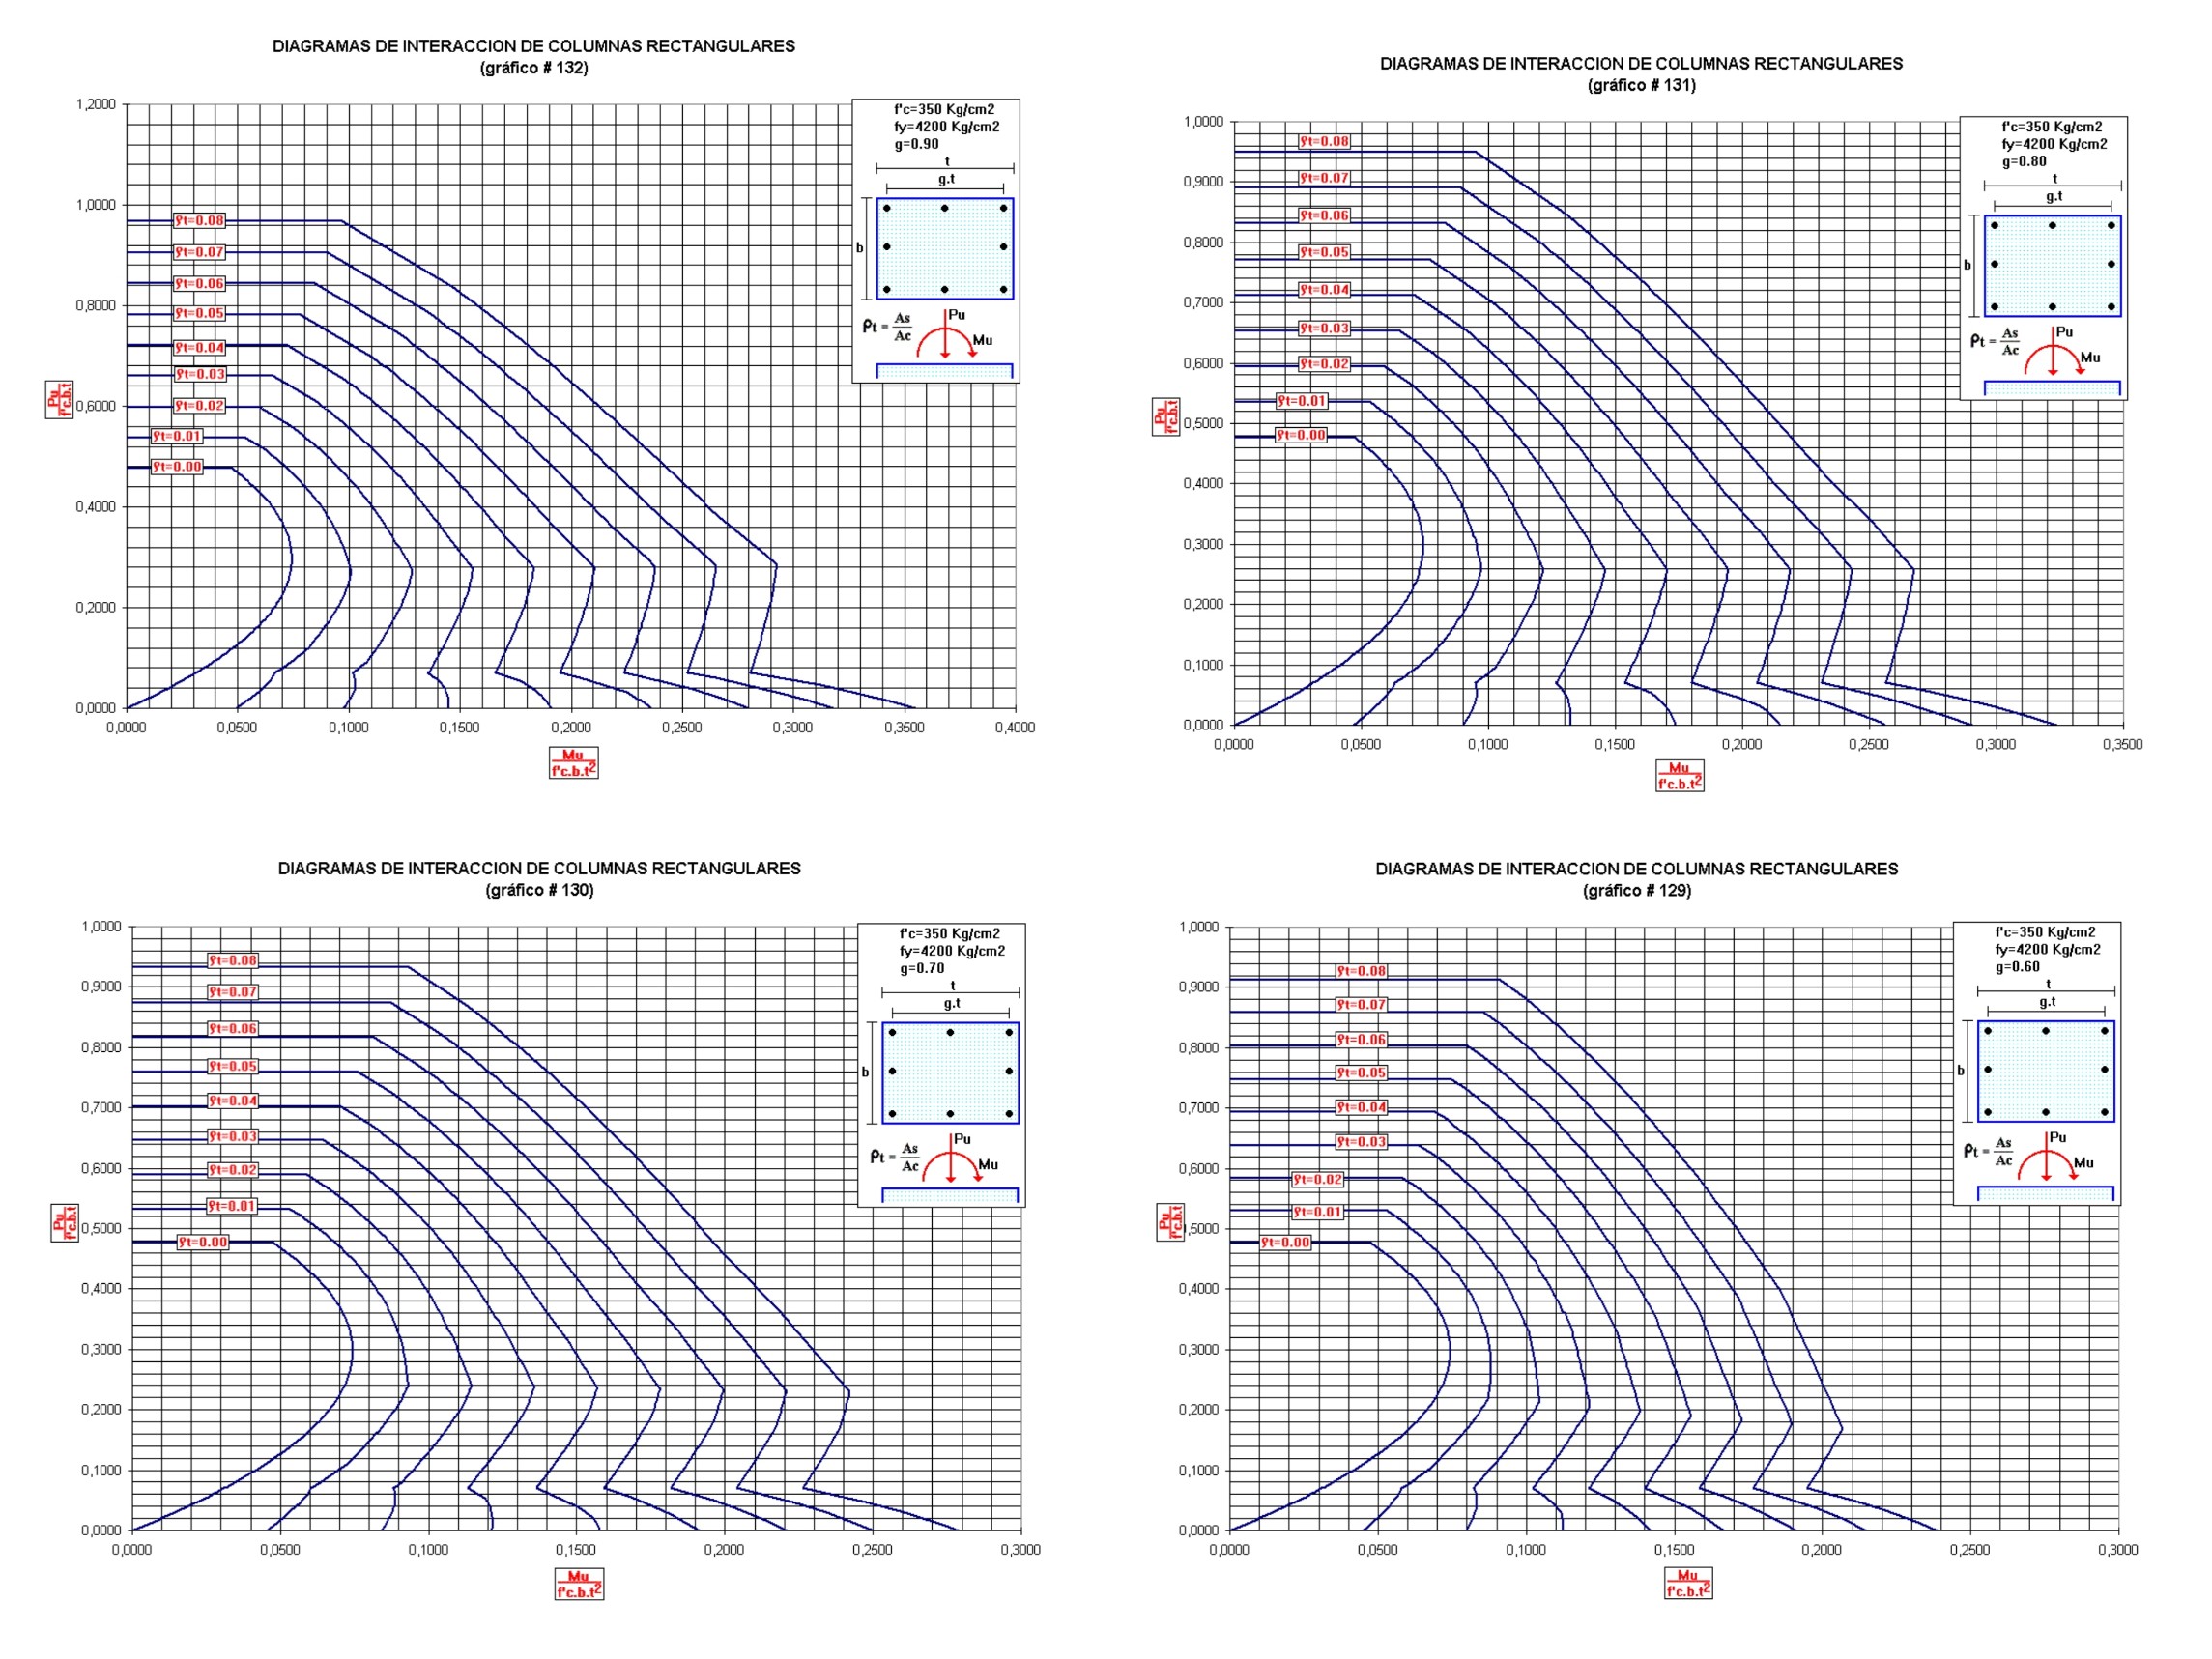 DIAGRAMAS DE INTERACCION DE COLUMNAS RECTANGULARES
(gráfico # 132)
1,2000
1,0000
0,8000
0,6000
0,4000
0,2000
0,0000
Pu
f'c.b.t
ρt=0.08
ρt=0.07
ρt=0.06
ρt=0.05
ρt=0.04
ρt=0.03
ρt=0.02
ρt=0.01
ρt=0.00
0,0000 0,0500 0,1000 0,1500 0,2000 0,2500 0,3000 0,3500 0,4000
Mu
f'c.b.t2
f'c=350 Kg/cm2
fy=4200 Kg/cm2
g=0.90
t
g.t
b
ρt = As
Ac
Pu
Mu
DIAGRAMAS DE INTERACCION DE COLUMNAS RECTANGULARES
(gráfico # 131)
1,0000
0,9000
0,8000
0,7000
0,6000
0,5000
0,4000
0,3000
0,2000
0,1000
0,0000
Pu
f'c.b.t
ρt=0.08
ρt=0.07
ρt=0.06
ρt=0.05
ρt=0.04
ρt=0.03
ρt=0.02
ρt=0.01
ρt=0.00
0,0000 0,0500 0,1000 0,1500 0,2000 0,2500 0,3000 0,3500
Mu
f'c.b.t2
f'c=350 Kg/cm2
fy=4200 Kg/cm2
g=0.80
t
g.t
b
ρt = As
Ac
Pu
Mu
DIAGRAMAS DE INTERACCION DE COLUMNAS RECTANGULARES
(gráfico # 130)
1,0000
0,9000
0,8000
0,7000
0,6000
0,5000
0,4000
0,3000
0,2000
0,1000
0,0000
Pu
f'c.b.t
ρt=0.08
ρt=0.07
ρt=0.06
ρt=0.05
ρt=0.04
ρt=0.03
ρt=0.02
ρt=0.01
ρt=0.00
0,0000 0,0500 0,1000 0,1500 0,2000 0,2500 0,3000
Mu
f'c.b.t2
f'c=350 Kg/cm2
fy=4200 Kg/cm2
g=0.70
t
g.t
b
ρt = As
Ac
Pu
Mu
DIAGRAMAS DE INTERACCION DE COLUMNAS RECTANGULARES
(gráfico # 129)
1,0000
0,9000
0,8000
0,7000
0,6000
,5000
0,4000
0,3000
0,2000
0,1000
0,0000
Pu
f'c.b.t
ρt=0.08
ρt=0.07
ρt=0.06
ρt=0.05
ρt=0.04
ρt=0.03
ρt=0.02
ρt=0.01
ρt=0.00
0,0000 0,0500 0,1000 0,1500 0,2000 0,2500 0,3000
Mu
f'c.b.t2
f'c=350 Kg/cm2
fy=4200 Kg/cm2
g=0.60
t
g.t
b
ρt = As
Ac
Pu
Mu